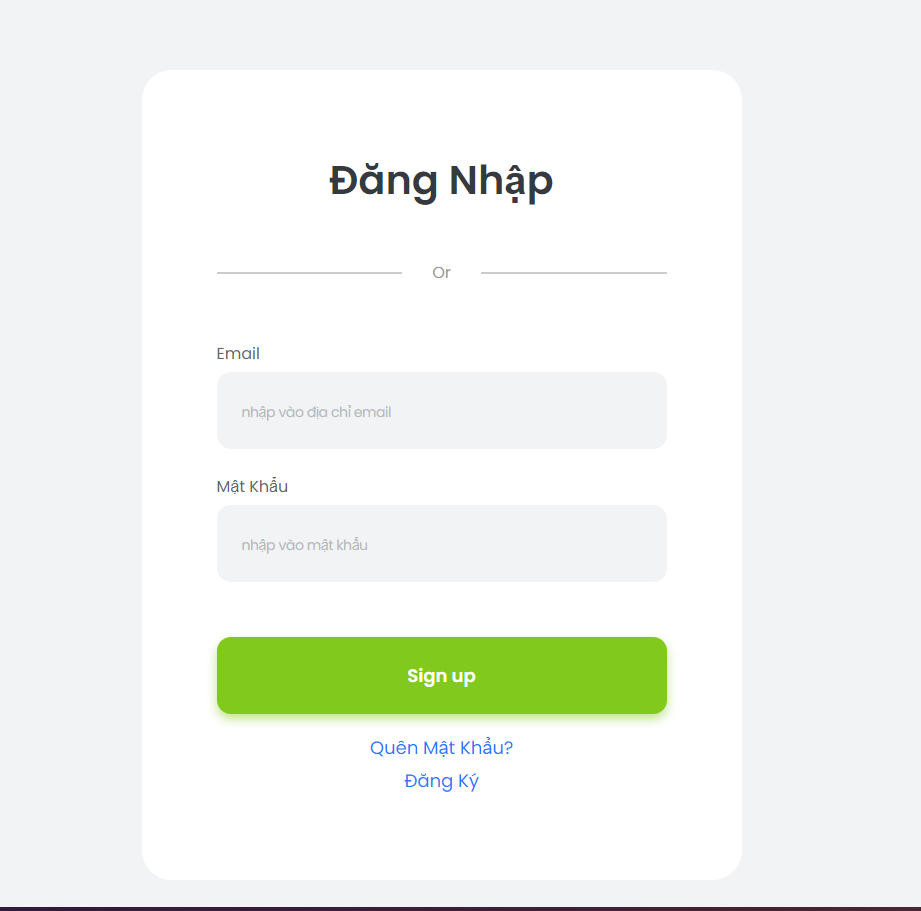 Đăng Nhập
Or
Email
nhập vào địa chỉ email
Mật Khẩu
nhập vào mật khẩu
Sign up
Quên Mật Khẩu?
Đăng Ký